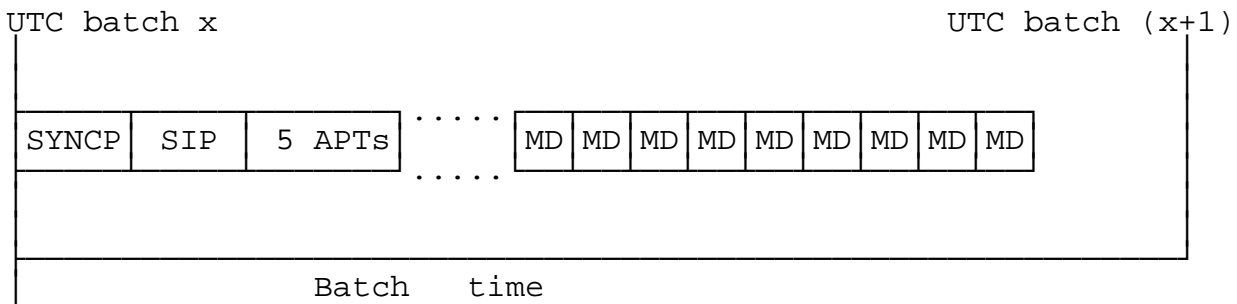 UTC batch x UTC batch (x+1)
SYNCP SIP 5 APTs ..... MD MD MD MD MD MD MD MD MD
.....
Batch time